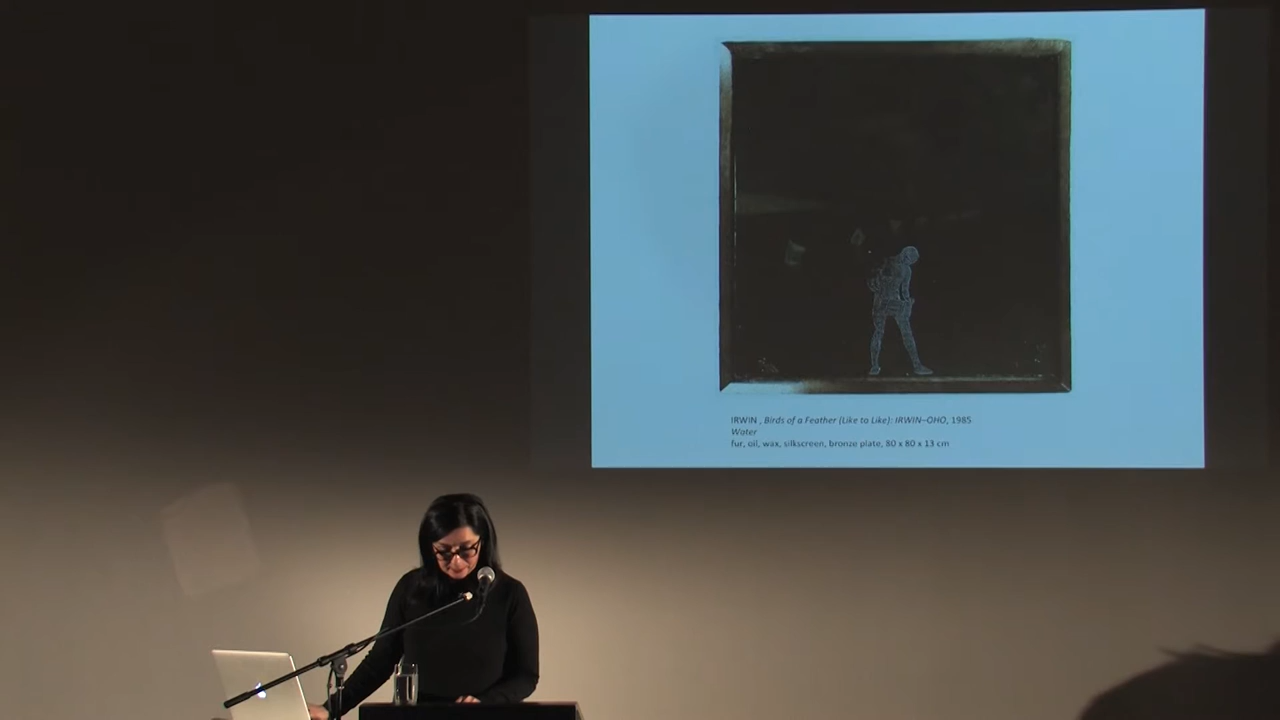 IRWIN , Birds of a Feather (Like to Like): IRWIN–OHO, 1985
Water
fur, oil, wax, silkscreen, bronze plate, 80 x 80 x 13 cm